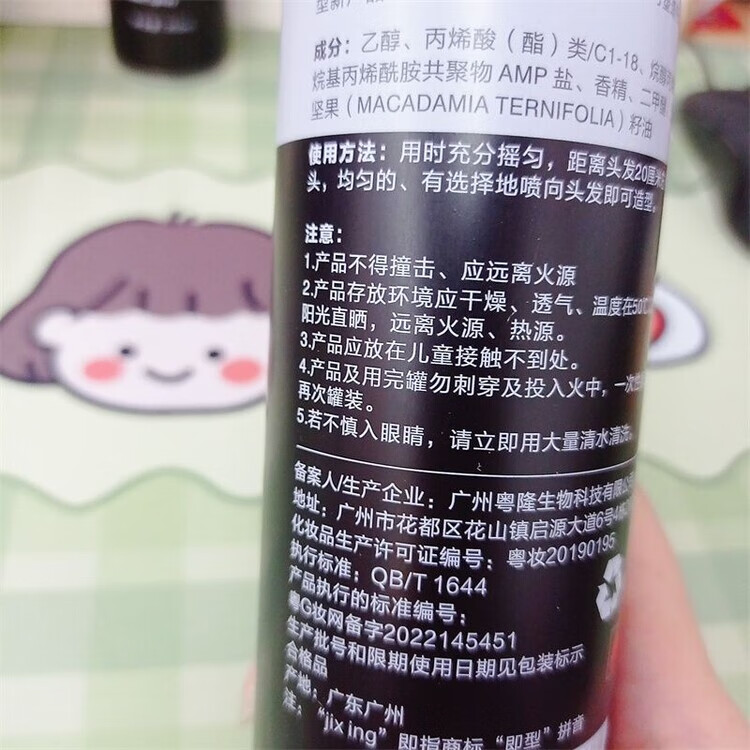 成分：乙醇、丙烯酸（酯）类/C1-18、烷醇
烷基丙烯酰胺共聚物 AMP 盐、香精、二甲醚
坚果（MACADAMIA TERNIFOLIA）籽油
使用方法：用时充分摇匀，距离头发20厘米
头，均匀的、有选择地喷向头发即可造型。
注意：
1.产品不得撞击、应远离火源
2.产品存放环境应干燥、透气、温度在50℃
阳光直晒，远离火源、热源。
3.产品应放在儿童接触不到处。
4.产品及用完罐勿刺穿及投入火中，一次性
再次罐装。
5.若不慎入眼睛，请立即用大量清水清洗。
备案人/生产企业：广州粤隆生物科技有限公司
地址：广州市花都区花山镇启源大道6号4栋
化妆品生产许可证编号：粤妆20190195
执行标准：QB/T 1644
产品执行的标准编号：
粤G妆网备字2022145451
生产批号和限期使用日期见包装标示
合格品
产地：广东广州
注：“jixing”即指商标“即型”拼音